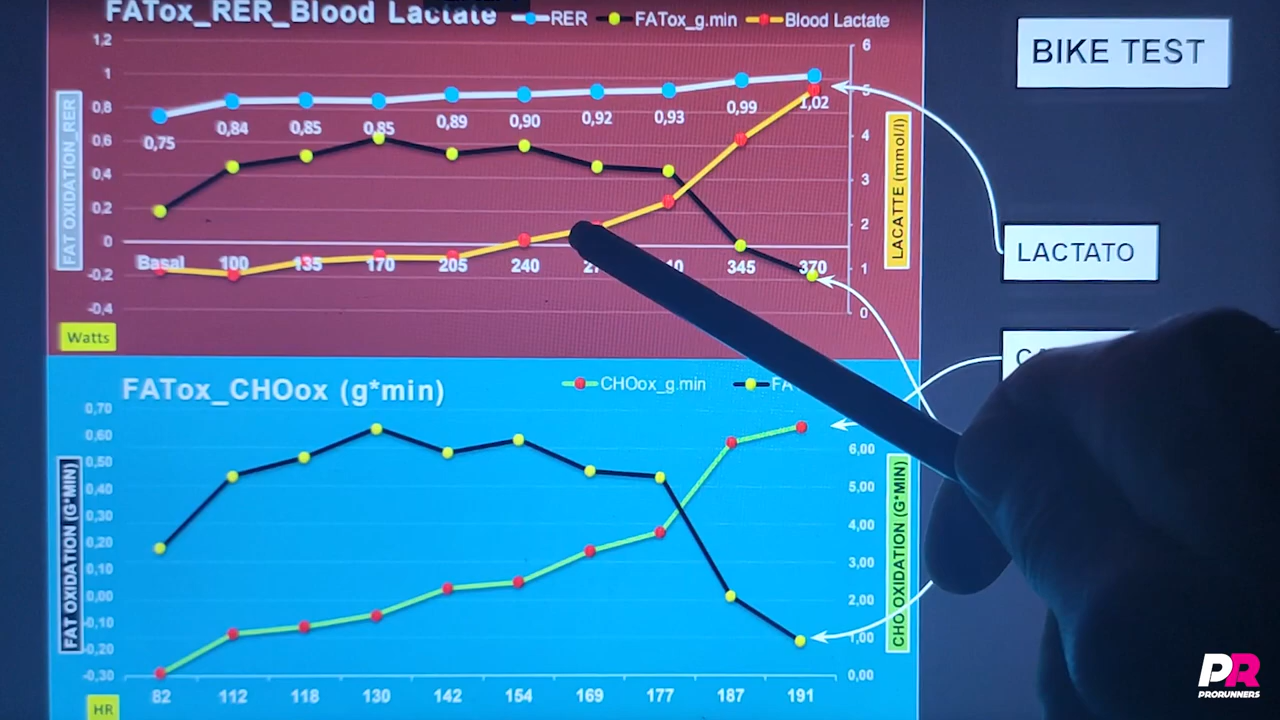 FATox_RER_Blood Lactate
RER FATox_g.min Blood Lactate
BIKE TEST
1,2
1
0,8
0,6
0,4
0,2
0
-0,2
-0,4
FAT OXIDATION_RER
0,75
0,84
0,85
0,85
0,89
0,90
0,92
0,93
0,99
1,02
6
5
4
3
2
1
0
LACATTE (mmol/l)
LACTATO
Basal 100 135 170 205 240 345 370
Watts
FATox_CHOox (g*min)
CHOox_g.min
0,70
0,60
0,50
0,40
0,30
0,20
0,10
0,00
-0,10
-0,20
-0,30
FAT OXIDATION (G*MIN)
6,00
5,00
4,00
3,00
2,00
1,00
0,00
CHO OXIDATION (G*MIN)
82 112 118 130 142 154 169 177 187 191
HR
PR
PRORUNNERS